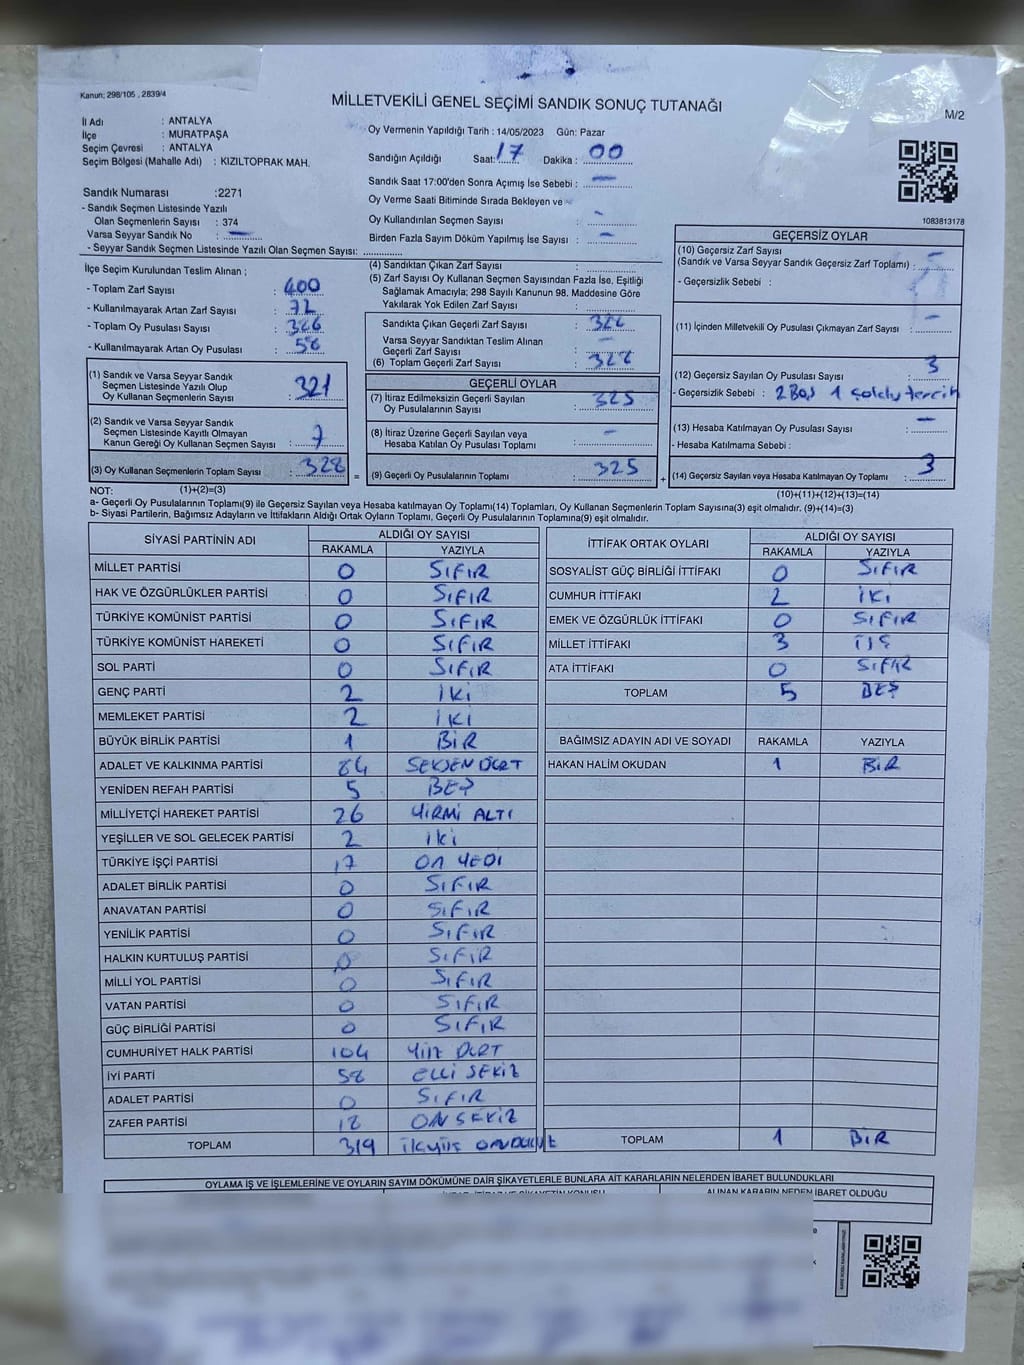 Kanun: 298/105 , 2839/4
MİLLETVEKİLİ GENEL SEÇİMİ SANDIK SONUÇ TUTANAĞI
M/2
İl Adı : ANTALYA
İlçe : MURATPAŞA
Seçim Çevresi : ANTALYA
Seçim Bölgesi (Mahalle Adı) : KIZILTOPRAK MAH.
Sandık Numarası :2271
- Sandık Seçmen Listesinde Yazılı
Olan Seçmenlerin Sayısı : 374
Varsa Seyyar Sandık No : —
- Seyyar Sandık Seçmen Listesinde Yazılı Olan Seçmen Sayısı:
Oy Vermenin Yapıldığı Tarih : 14/05/2023 Gün: Pazar
Sandığın Açıldığı Saat: 17 Dakika : 00
Sandık Saat 17:00'den Sonra Açımış İse Sebebi : —
Oy Verme Saati Bitiminde Sırada Bekleyen ve
Oy Kullandırılan Seçmen Sayısı : -
Birden Fazla Sayım Döküm Yapılmış İse Sayısı : -
1083813178
İlçe Seçim Kurulundan Teslim Alınan ;
- Toplam Zarf Sayısı : 400
- Kullanılmayarak Artan Zarf Sayısı : 72
- Toplam Oy Pusulası Sayısı :
- Kullanılmayarak Artan Oy Pusulası :
(1) Sandık ve Varsa Seyyar Sandık
Seçmen Listesinde Yazılı Olup
Oy Kullanan Seçmenlerin Sayısı : 321
(2) Sandık ve Varsa Seyyar Sandık
Seçmen Listesinde Kayıtlı Olmayan
Kanun Gereği Oy Kullanan Seçmen Sayısı : 7
(3) Oy Kullanan Seçmenlerin Toplam Sayısı : 328
(1)+(2)=(3)
(4) Sandıktan Çıkan Zarf Sayısı :
(5) Zarf Sayısı Oy Kullanan Seçmen Sayısından Fazla İse, Eşitliği
Sağlamak Amacıyla; 298 Sayılı Kanunun 98. Maddesine Göre
Yakılarak Yok Edilen Zarf Sayısı :
Sandıkta Çıkan Geçerli Zarf Sayısı : 328
Varsa Seyyar Sandıktan Teslim Alınan
Geçerli Zarf Sayısı : —
(6) Toplam Geçerli Zarf Sayısı : 328
GEÇERLİ OYLAR
(7) İtiraz Edilmeksizin Geçerli Sayılan
Oy Pusulalarının Sayısı : 325
(8) İtiraz Üzerine Geçerli Sayılan veya
Hesaba Katılan Oy Pusulası Toplamı : —
(9) Geçerli Oy Pusulalarının Toplamı : 325
GEÇERSİZ OYLAR
(10) Geçersiz Zarf Sayısı
(Sandık ve Varsa Seyyar Sandık Geçersiz Zarf Toplamı) : —
- Geçersizlik Sebebi :
(11) İçinden Milletvekili Oy Pusulası Çıkmayan Zarf Sayısı : —
(12) Geçersiz Sayılan Oy Pusulası Sayısı : 3
- Geçersizlik Sebebi : 2 Boş 1 tercih
(13) Hesaba Katılmayan Oy Pusulası Sayısı : —
- Hesaba Katılmama Sebebi :
(14) Geçersiz Sayılan veya Hesaba Katılmayan Oy Toplamı : 3
(10)+(11)+(12)+(13)=(14)
NOT:
a- Geçerli Oy Pusulalarının Toplamı(9) ile Geçersiz Sayılan veya Hesaba katılmayan Oy Toplamı(14) Toplamları, Oy Kullanan Seçmenlerin Toplam Sayısına(3) eşit olmalıdır. (9)+(14)=(3)
b- Siyasi Partilerin, Bağımsız Adayların ve İttifakların Aldığı Ortak Oyların Toplamı, Geçerli Oy Pusulalarının Toplamına(9) eşit olmalıdır.
SİYASİ PARTİNİN ADI ALDIĞI OY SAYISI
RAKAMLA YAZIYLA
MİLLET PARTİSİ 0 SIFIR
HAK VE ÖZGÜRLÜKLER PARTİSİ 0 SIFIR
TÜRKİYE KOMÜNİST PARTİSİ 0 SIFIR
TÜRKİYE KOMÜNİST HAREKETİ 0 SIFIR
SOL PARTİ 0 SIFIR
GENÇ PARTİ 2 İKİ
MEMLEKET PARTİSİ 2 İKİ
BÜYÜK BİRLİK PARTİSİ 1 BİR
ADALET VE KALKINMA PARTİSİ 84 SEKSEN DÖRT
YENİDEN REFAH PARTİSİ 5 BEŞ
MİLLİYETÇİ HAREKET PARTİSİ 26 YİRMİ ALTI
YEŞİLLER VE SOL GELECEK PARTİSİ 2 iki
TÜRKİYE İŞÇİ PARTİSİ 17 ON YEDİ
ADALET BİRLİK PARTİSİ 0 SIFIR
ANAVATAN PARTİSİ 0 SIFIR
YENİLİK PARTİSİ 0 SIFIR
HALKIN KURTULUŞ PARTİSİ 0 SIFIR
MİLLİ YOL PARTİSİ 0 SIFIR
VATAN PARTİSİ 0 SIFIR
GÜÇ BİRLİĞİ PARTİSİ 0 SIFIR
CUMHURİYET HALK PARTİSİ 104 YÜZ DÖRT
İYİ PARTİ 58 ELLİ SEKİZ
ADALET PARTİSİ 0 SIFIR
ZAFER PARTİSİ 18 ON SEKİZ
TOPLAM 319
İTTİFAK ORTAK OYLARI ALDIĞI OY SAYISI
RAKAMLA YAZIYLA
SOSYALİST GÜÇ BİRLİĞİ İTTİFAKI 0 SIFIR
CUMHUR İTTİFAKI 2 İKİ
EMEK VE ÖZGÜRLÜK İTTİFAKI 0 SIFIR
MİLLET İTTİFAKI 3 ÜÇ
ATA İTTİFAKI 0 SIFIR
TOPLAM 5 BEŞ
BAĞIMSIZ ADAYIN ADI VE SOYADI RAKAMLA YAZIYLA
HAKAN HALİM OKUDAN 1 BİR
TOPLAM 1 BİR
OYLAMA İŞ VE İŞLEMLERİNE VE OYLARIN SAYIM DÖKÜMÜNE DAİR ŞİKAYETLERLE BUNLARA AİT KARARLARIN NELERDEN İBARET BULUNDUKLARI
ALINAN KARARIN NEDEN İBARET OLDUĞU